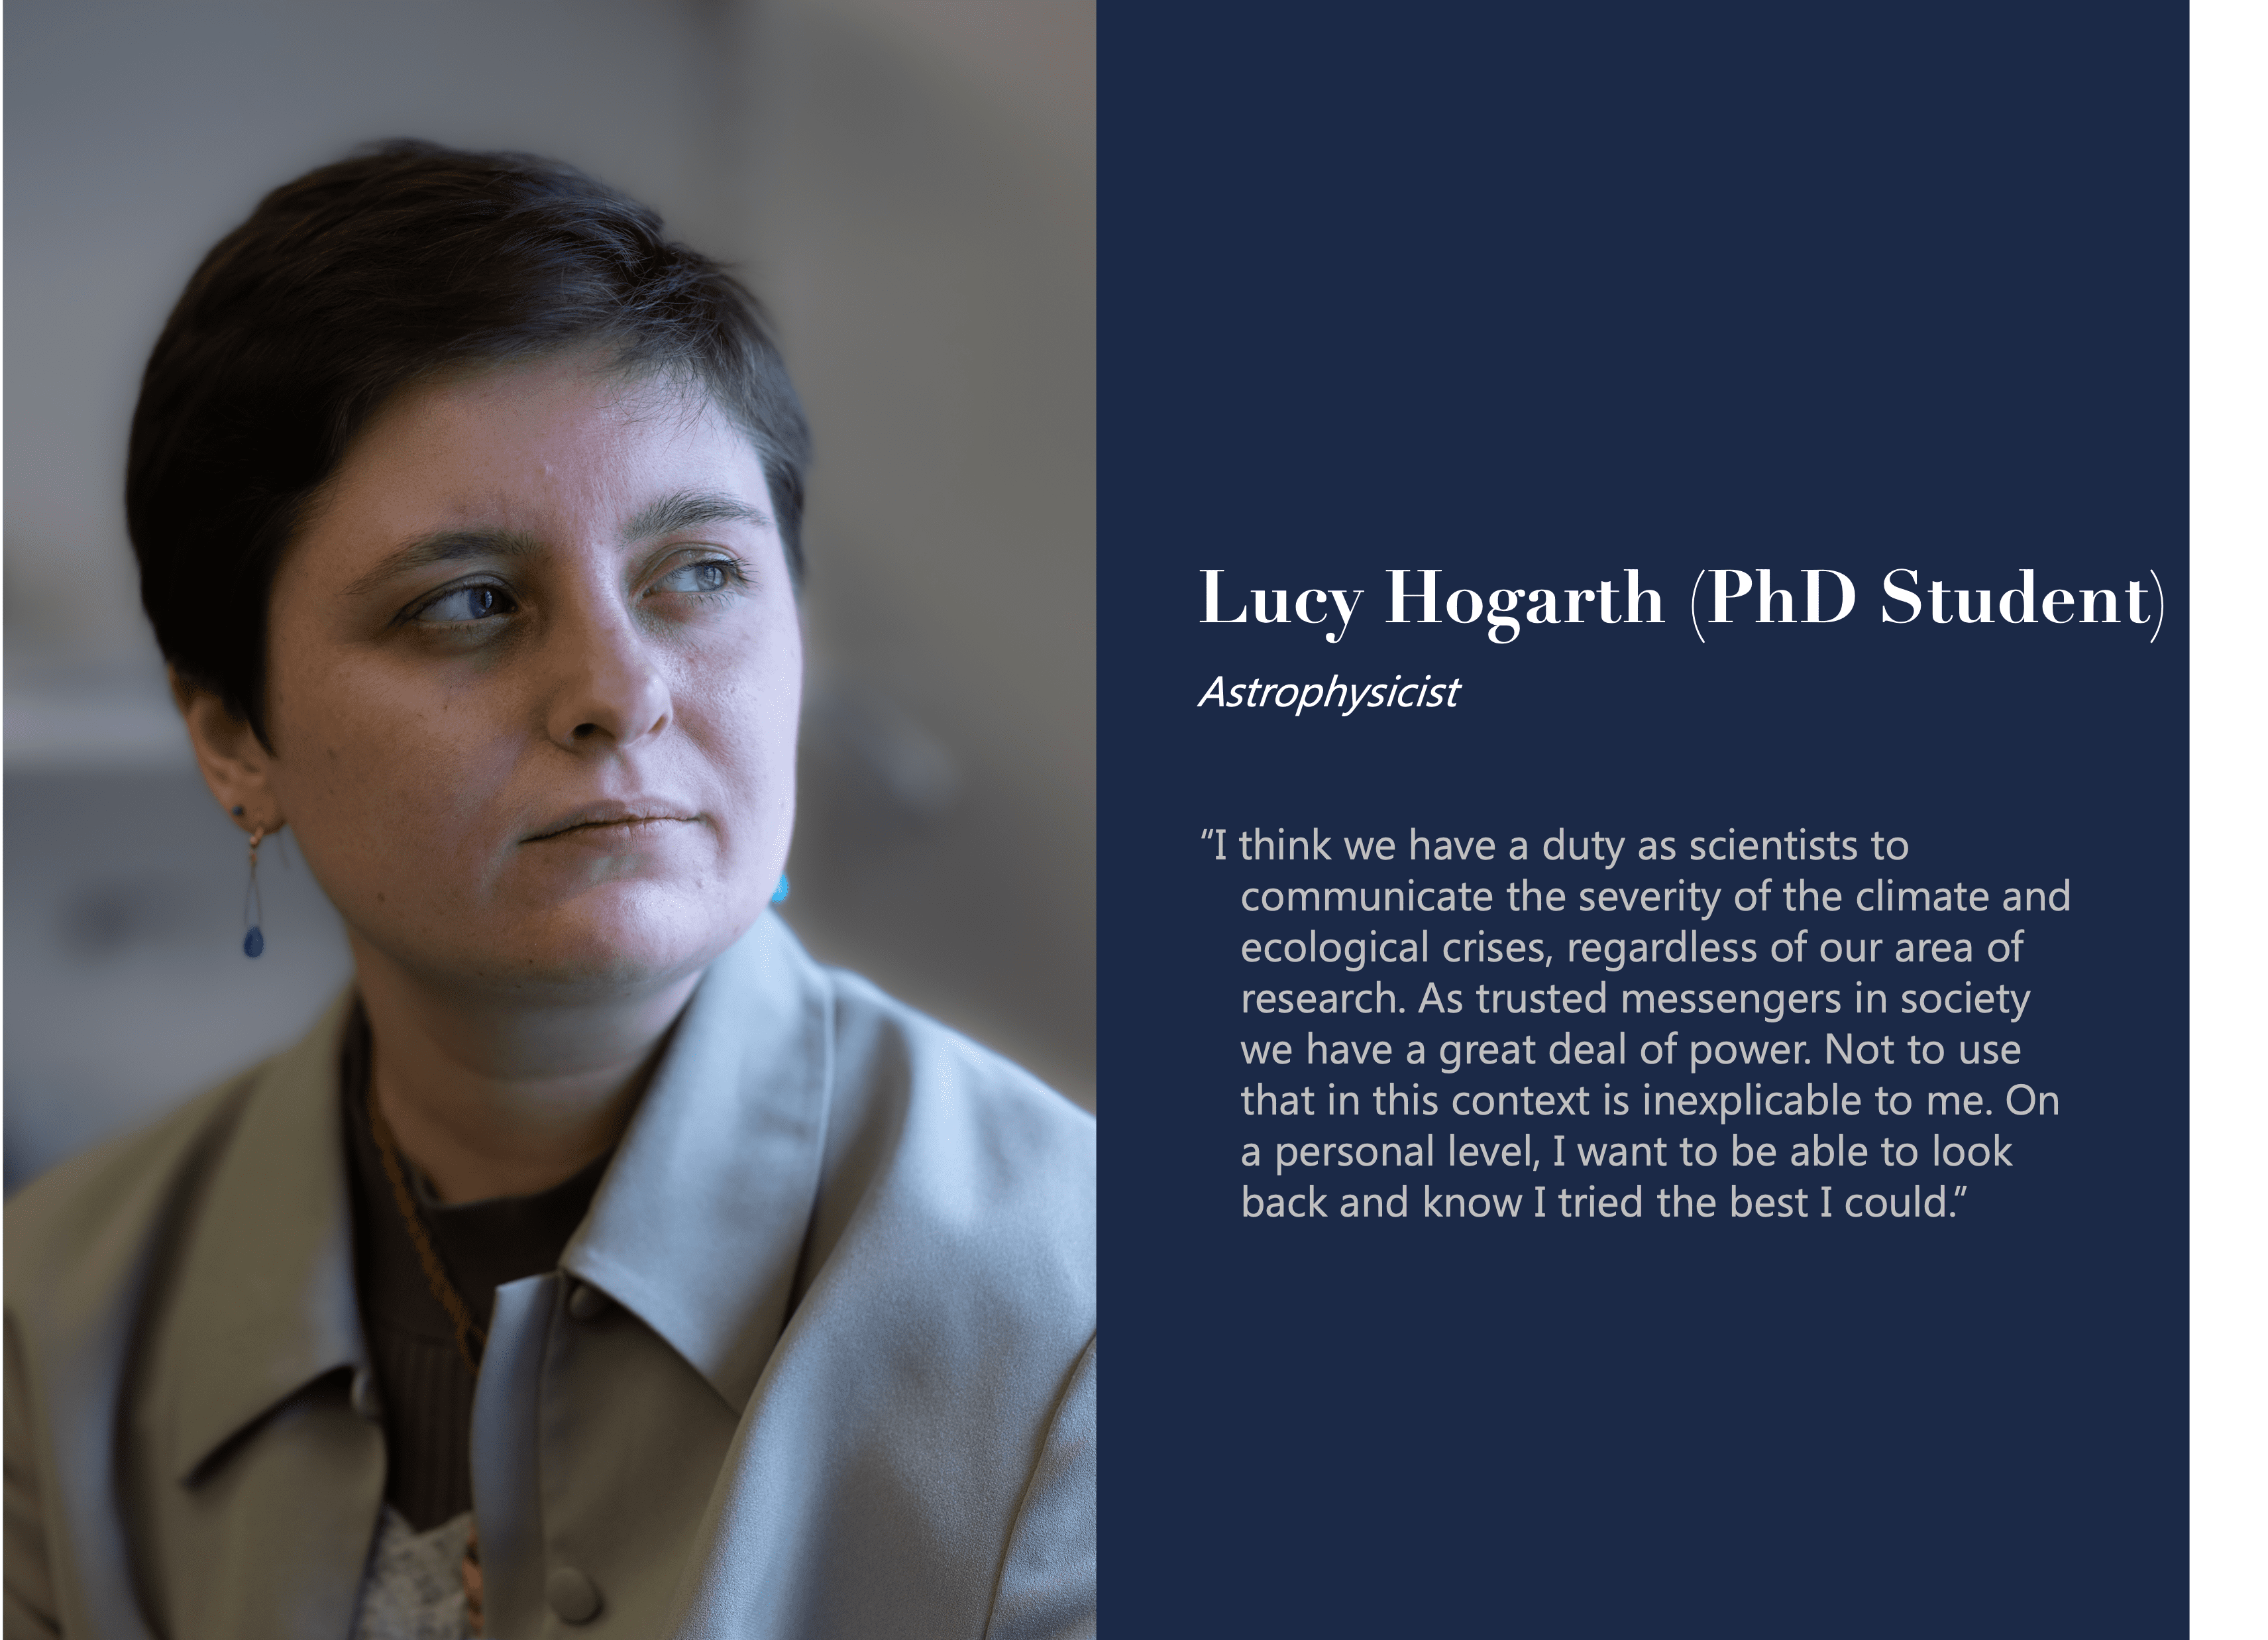 Lucy Hogarth (PhD Student)
Astrophysicist
“I think we have a duty as scientists to
communicate the severity of the climate and
ecological crises, regardless of our area of
research. As trusted messengers in society
we have a great deal of power. Not to use
that in this context is inexplicable to me. On
a personal level, I want to be able to look
back and know I tried the best I could.”